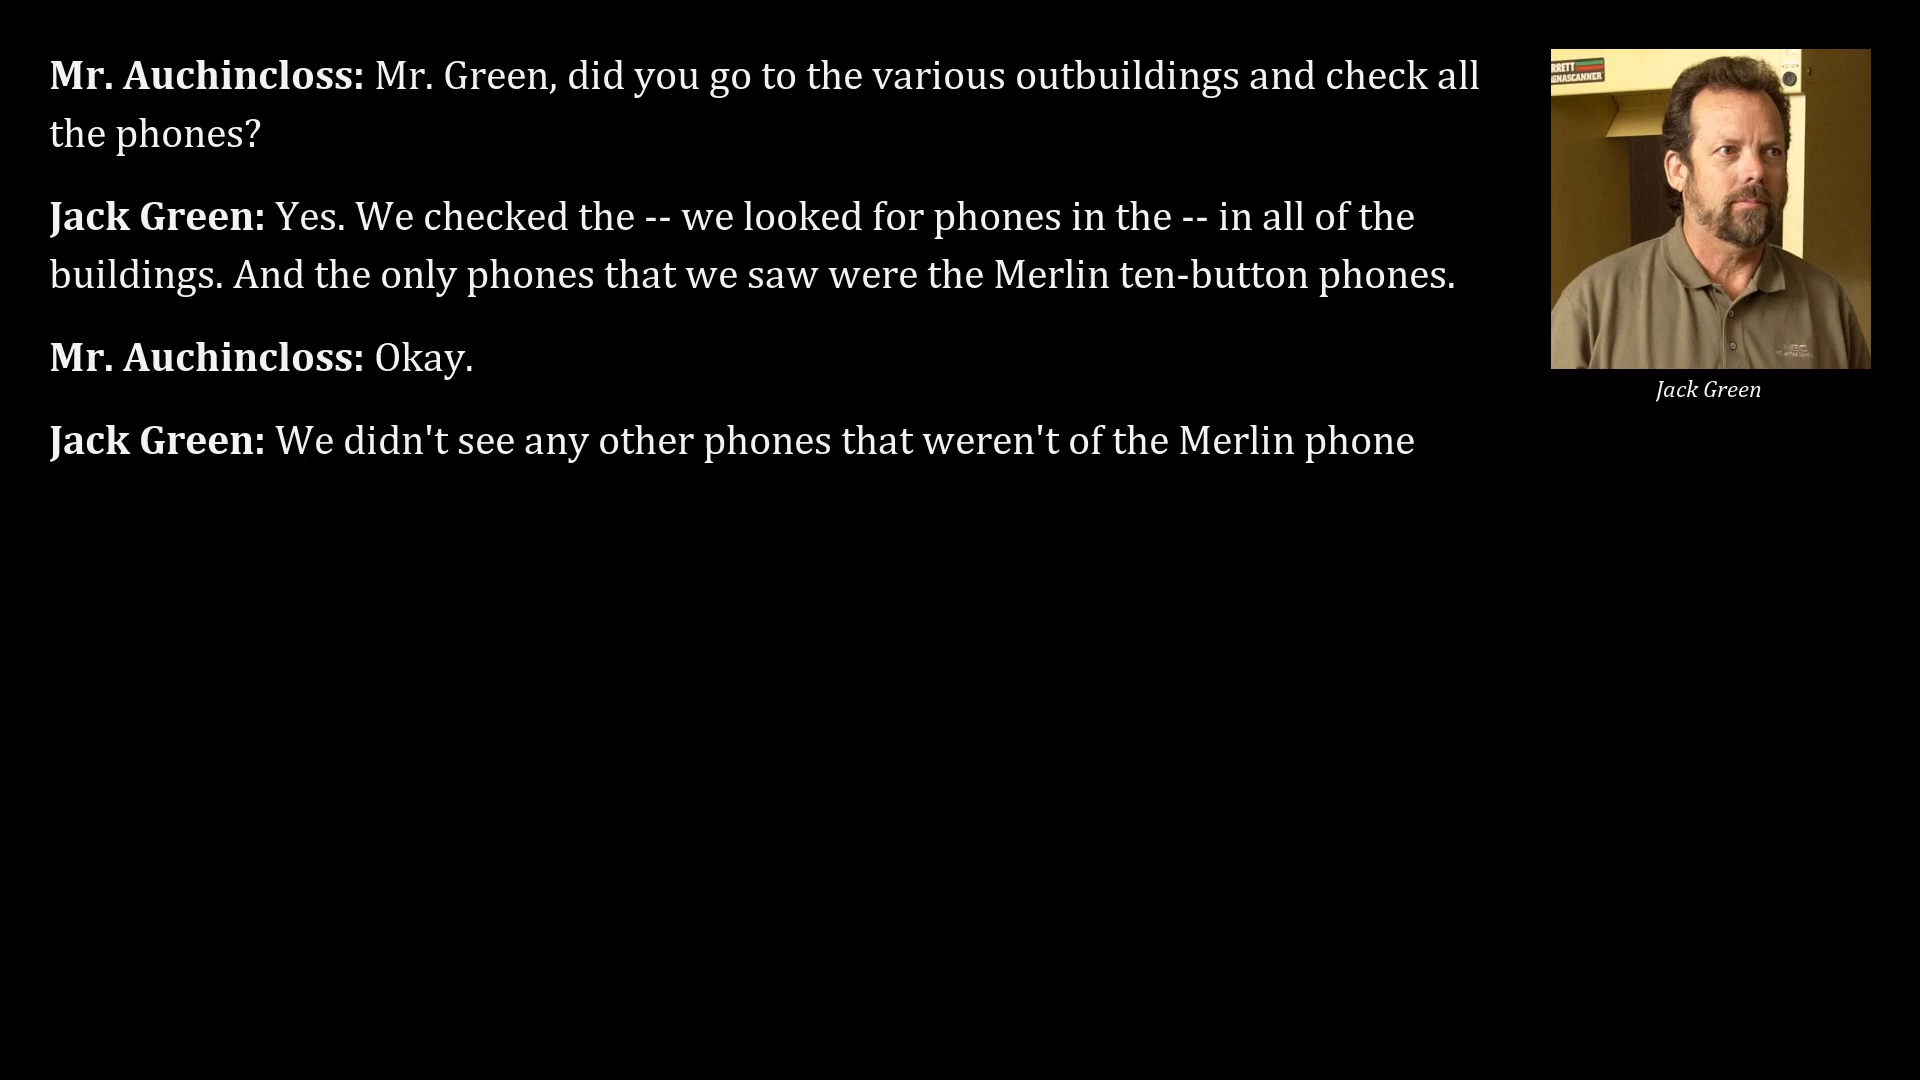 Mr. Auchincloss: Mr. Green, did you go to the various outbuildings and check all
the phones?
Jack Green: Yes. We checked the -- we looked for phones in the -- in all of the
buildings. And the only phones that we saw were the Merlin ten-button phones.
Mr. Auchincloss: Okay.
Jack Green: We didn't see any other phones that weren't of the Merlin phone
RRETT
GNASCANNER
Jack Green